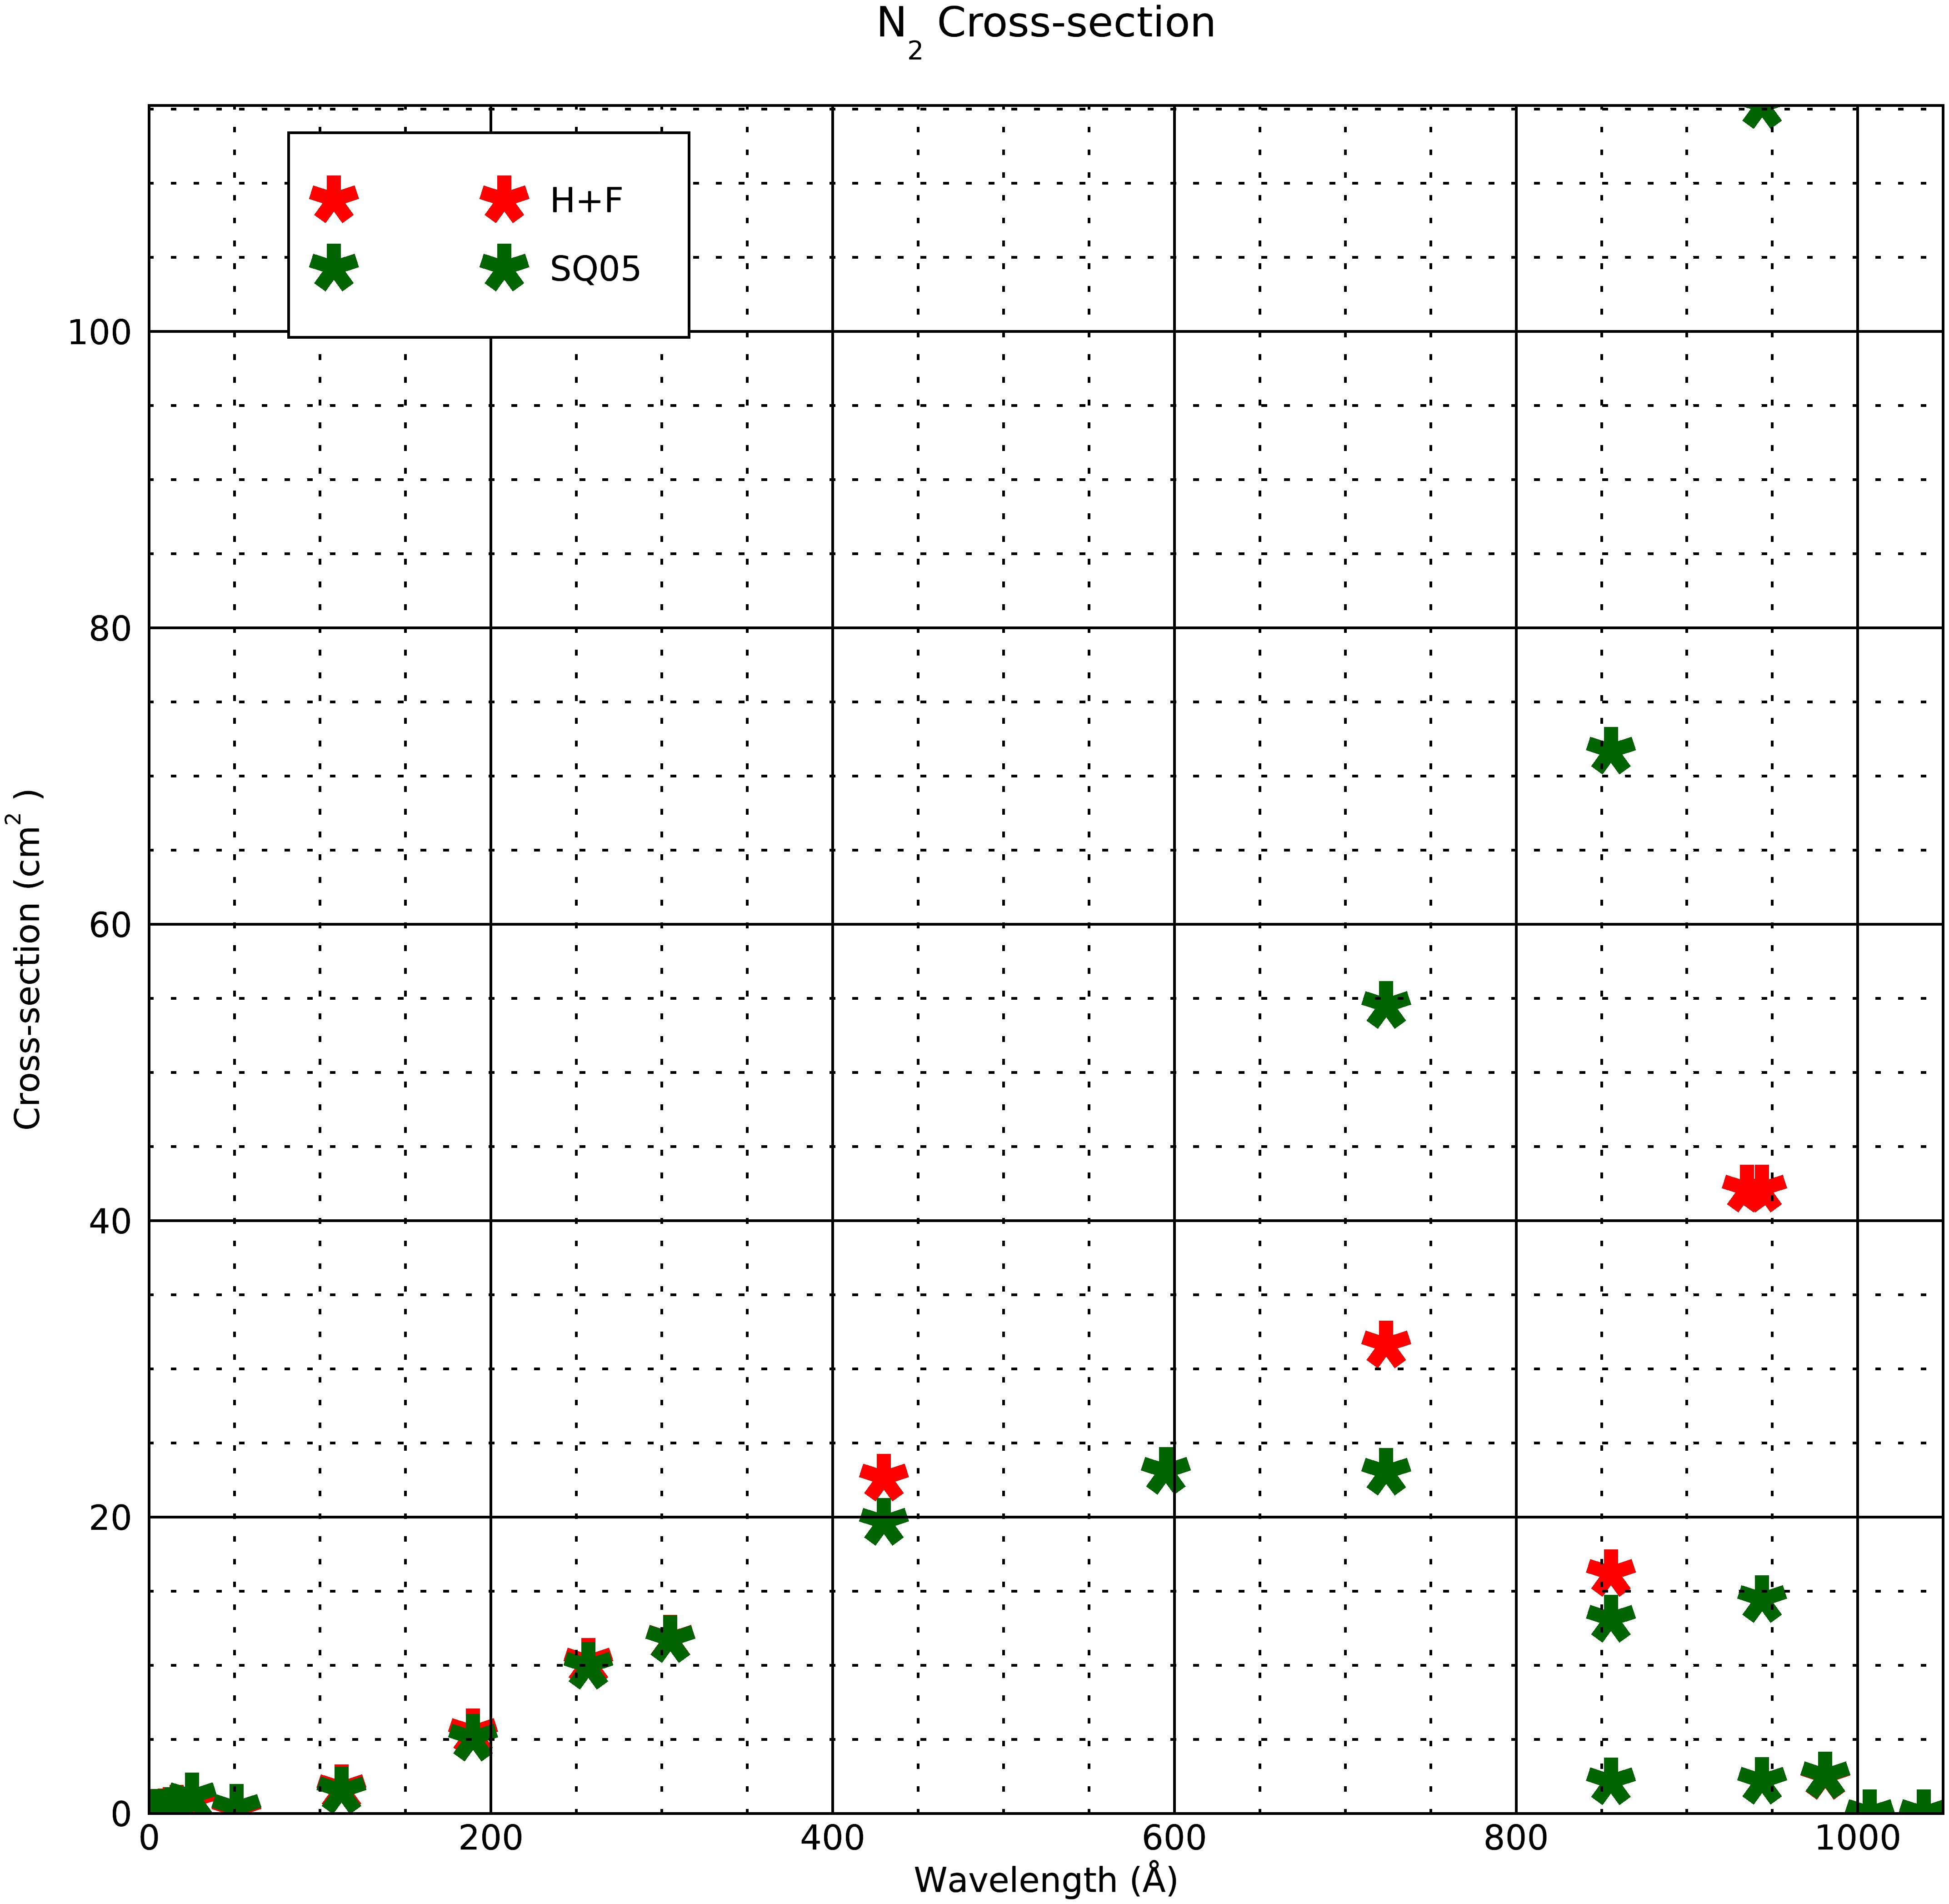 N₂ Cross-section
H+F
SQ05
100
80
60
40
20
0
Cross-section (cm²)
0 200 400 600 800 1000
Wavelength (Å)